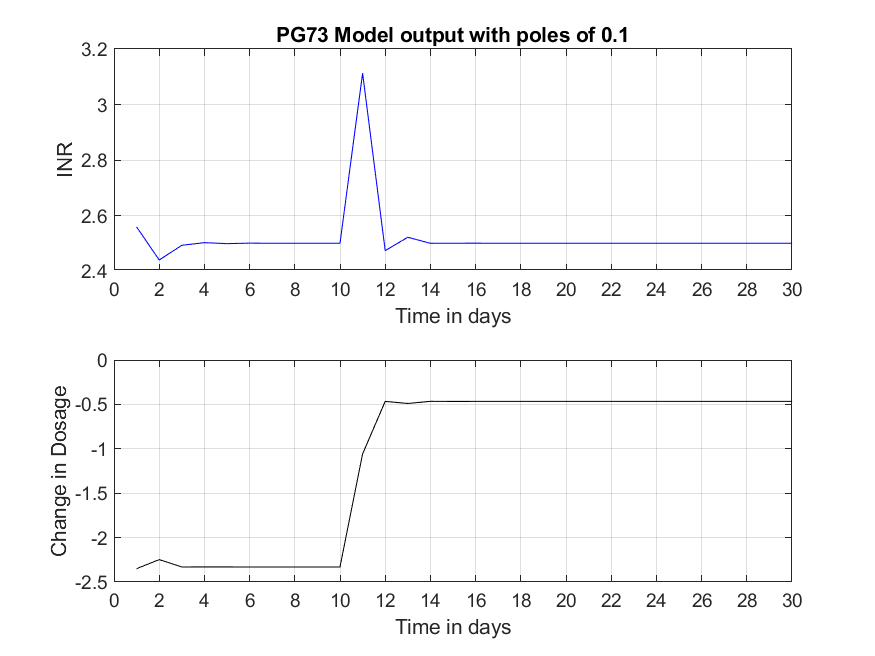 PG73 Model output with poles of 0.1
3.2
3
2.8
2.6
2.4
INR
0 2 4 6 8 10 12 14 16 18 20 22 24 26 28 30
Time in days
0
-0.5
-1
-1.5
-2
-2.5
Change in Dosage
0 2 4 6 8 10 12 14 16 18 20 22 24 26 28 30
Time in days